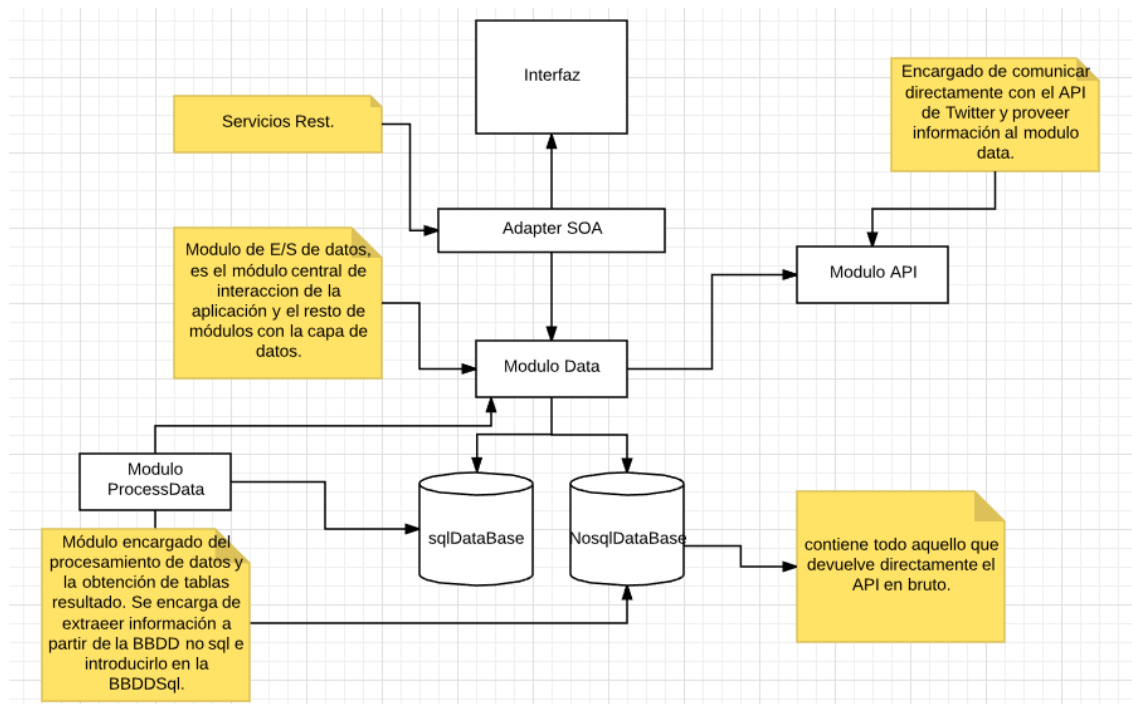 Interfaz
Encargado de comunicar
directamente con el API
de Twitter y proveer
información al modulo
data.
Servicios Rest.
Adapter SOA
Modulo de E/S de datos,
es el módulo central de
interaccion de la
aplicación y el resto de
módulos con la capa de
datos.
Modulo API
Modulo Data
Modulo
ProcessData
sqlDataBase
NosqlDataBase
contiene todo aquello que
devuelve directamente el
API en bruto.
Módulo encargado del
procesamiento de datos y
la obtención de tablas
resultado. Se encarga de
extraeer información a
partir de la BBDD no sql e
introducirlo en la
BBDDSql.